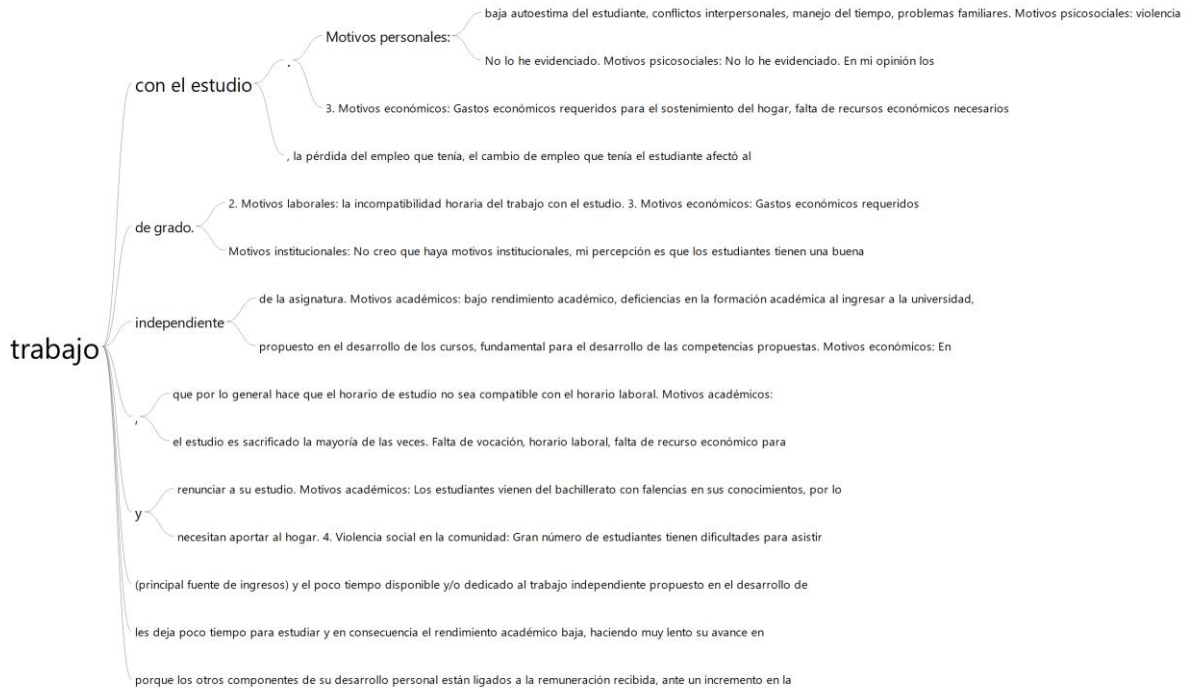 baja autoestima del estudiante, conflictos interpersonales, manejo del tiempo, problemas familiares. Motivos psicosociales: violencia
Motivos personales:
No lo he evidenciado. Motivos psicosociales: No lo he evidenciado. En mi opinión los
con el estudio
.
3. Motivos económicos: Gastos económicos requeridos para el sostenimiento del hogar, falta de recursos económicos necesarios
, la pérdida del empleo que tenía, el cambio de empleo que tenía el estudiante afectó al
2. Motivos laborales: la incompatibilidad horaria del trabajo con el estudio. 3. Motivos económicos: Gastos económicos requeridos
de grado.
Motivos institucionales: No creo que haya motivos institucionales, mi percepción es que los estudiantes tienen una buena
de la asignatura. Motivos académicos: bajo rendimiento académico, deficiencias en la formación académica al ingresar a la universidad,
independiente
propuesto en el desarrollo de los cursos, fundamental para el desarrollo de las competencias propuestas. Motivos económicos: En
trabajo
que por lo general hace que el horario de estudio no sea compatible con el horario laboral. Motivos académicos:
,
el estudio es sacrificado la mayoría de las veces. Falta de vocación, horario laboral, falta de recurso económico para
renunciar a su estudio. Motivos académicos: Los estudiantes vienen del bachillerato con falencias en sus conocimientos, por lo
y
necesitan aportar al hogar. 4. Violencia social en la comunidad: Gran número de estudiantes tienen dificultades para asistir
(principal fuente de ingresos) y el poco tiempo disponible y/o dedicado al trabajo independiente propuesto en el desarrollo de
les deja poco tiempo para estudiar y en consecuencia el rendimiento académico baja, haciendo muy lento su avance en
porque los otros componentes de su desarrollo personal están ligados a la remuneración recibida, ante un incremento en la